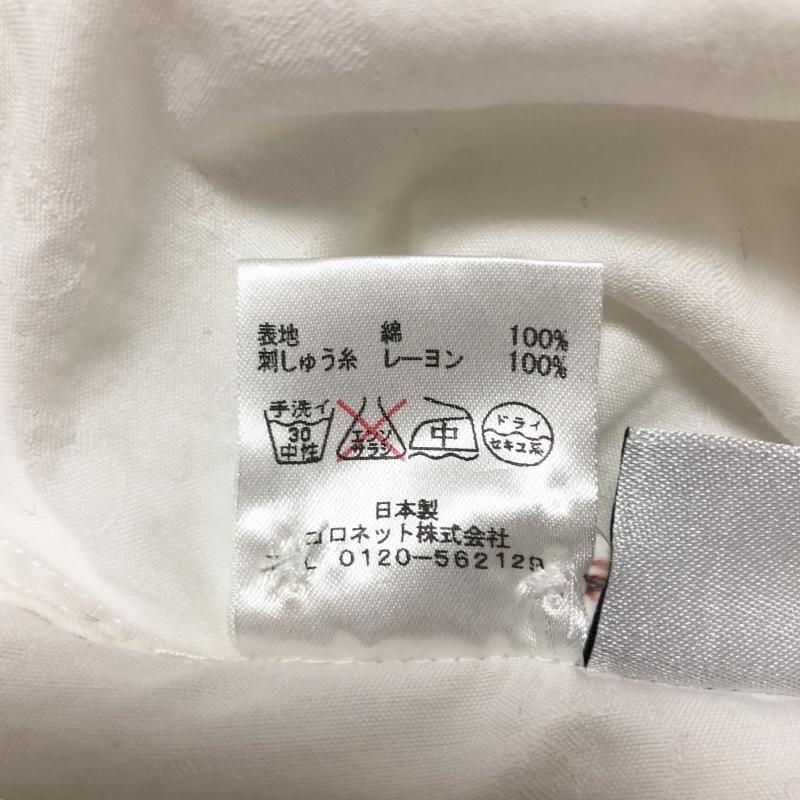 表地 綿 100%
刺しゅう糸 レーヨン 100%
手洗イ
30
中性
エンソ
サラシ
中
ドライ
セキユ系
日本製
コロネット株式会社
0120-562129